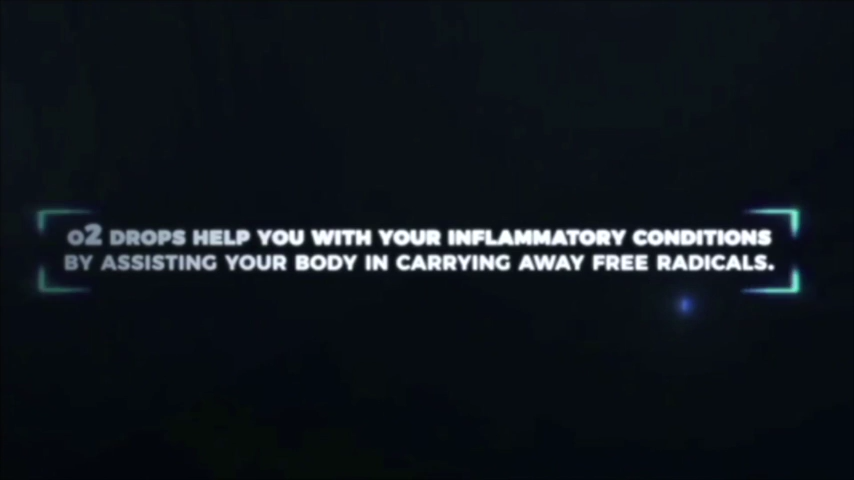 O2 DROPS HELP YOU WITH YOUR INFLAMMATORY CONDITIONS
BY ASSISTING YOUR BODY IN CARRYING AWAY FREE RADICALS.